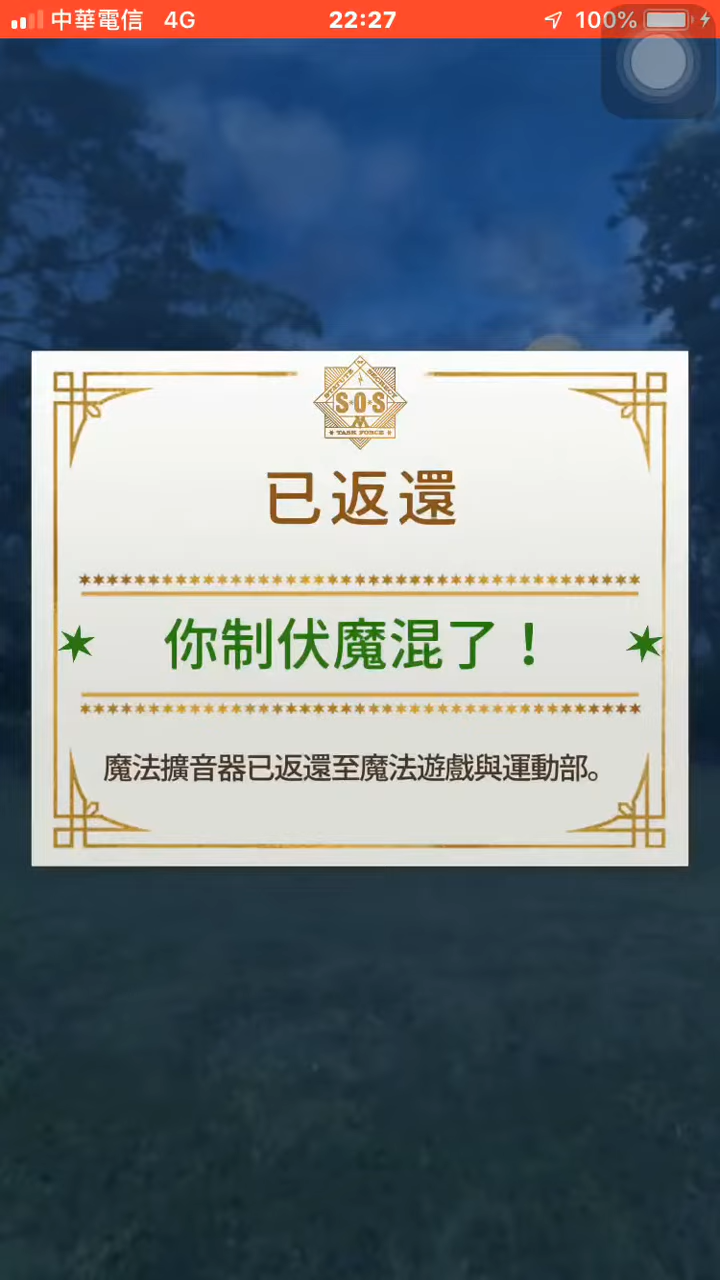 中華電信 4G 22:27 100%
S·O·S
TASK FORCE
已返還
你制伏魔混了！
魔法擴音器已返還至魔法遊戲與運動部。